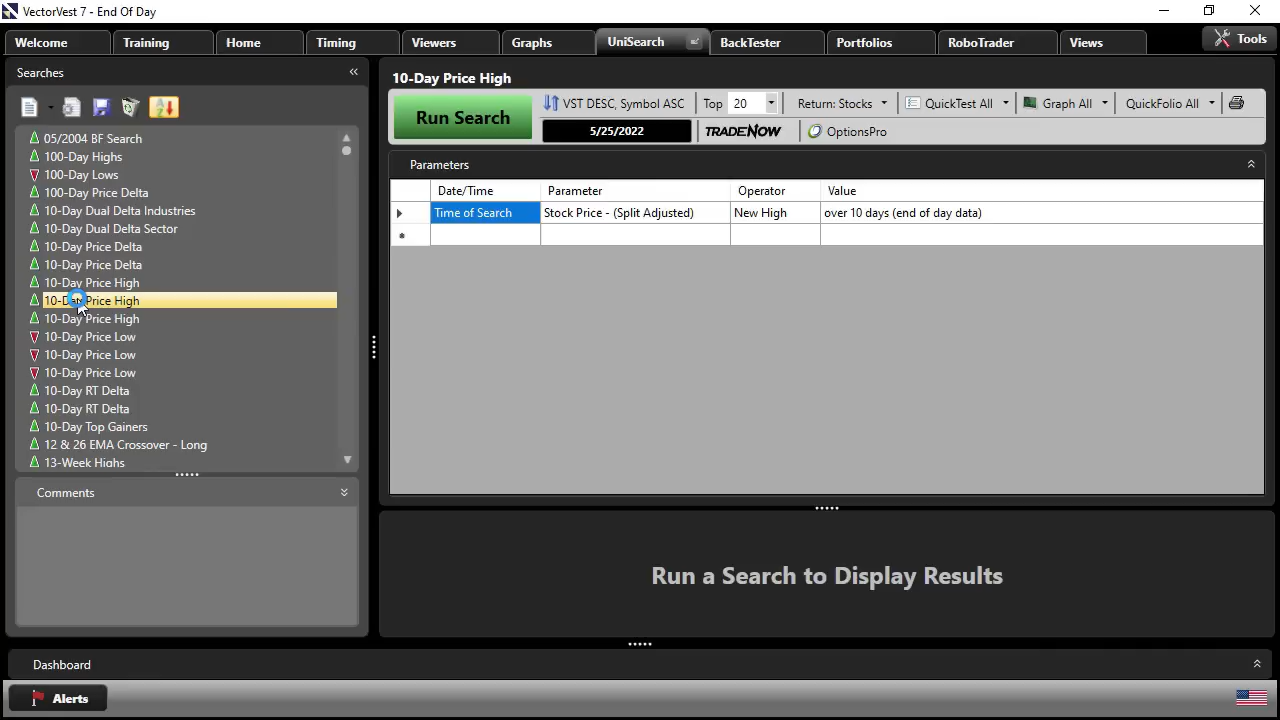 VectorVest 7 - End Of Day
Welcome
Training
Home
Timing
Viewers
Graphs
UniSearch
BackTester
Portfolios
RoboTrader
Views
Tools
Searches
05/2004 BF Search
100-Day Highs
100-Day Lows
100-Day Price Delta
10-Day Dual Delta Industries
10-Day Dual Delta Sector
10-Day Price Delta
10-Day Price Delta
10-Day Price High
10-Day Price High
10-Day Price High
10-Day Price Low
10-Day Price Low
10-Day Price Low
10-Day RT Delta
10-Day RT Delta
10-Day Top Gainers
12 & 26 EMA Crossover - Long
13-Week Highs
Comments
10-Day Price High
Run Search
VST DESC, Symbol ASC
Top 20
Return: Stocks
QuickTest All
Graph All
QuickFolio All
5/25/2022
TRADENOW
OptionsPro
Parameters
Date/Time Parameter Operator Value
Time of Search Stock Price - (Split Adjusted) New High over 10 days (end of day data)
Run a Search to Display Results
Dashboard
Alerts